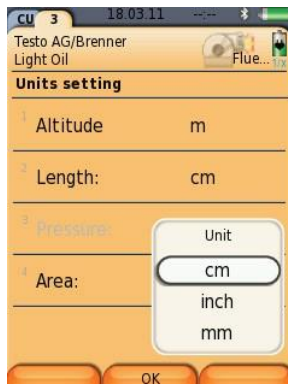 CU 3 18.03.11 --:--
Testo AG/Brenner
Light Oil
Flue... 1/X
Units setting
1 Altitude m
2 Length: cm
3 Pressure:
4 Area:
Unit
cm
inch
mm
OK